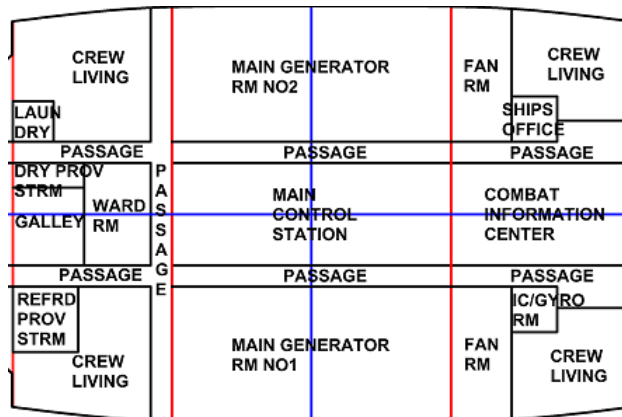 CREW
LIVING
MAIN GENERATOR
RM NO2
FAN
RM
CREW
LIVING
LAUN
DRY
SHIPS
OFFICE
PASSAGE
PASSAGE
PASSAGE
DRY PROV
STRM
GALLEY
WARD
RM
PASSAGE
MAIN
CONTROL
STATION
COMBAT
INFORMATION
CENTER
PASSAGE
PASSAGE
PASSAGE
REFRD
PROV
STRM
CREW
LIVING
MAIN GENERATOR
RM NO1
FAN
RM
IC/GYRO
RM
CREW
LIVING